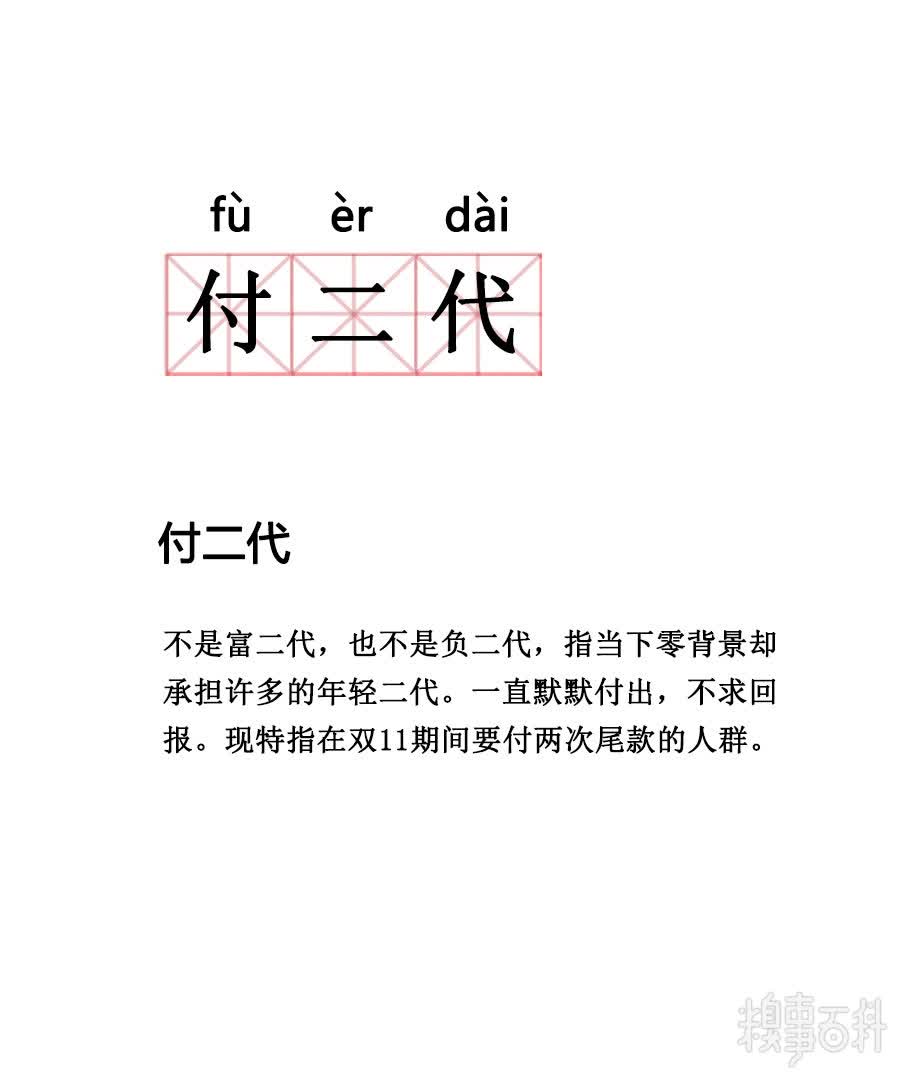 fù èr dài
付二代
付二代
不是富二代，也不是负二代，指当下零背景却
承担许多的年轻二代。一直默默付出，不求回
报。现特指在双11期间要付两次尾款的人群。
糗事百科